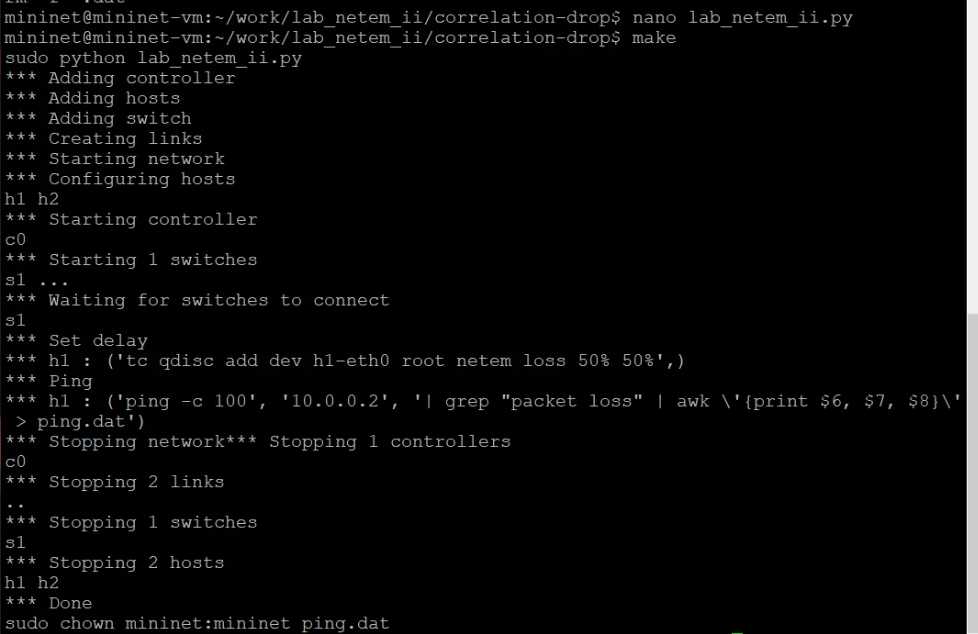 mininet@mininet-vm:~/work/lab_netem_ii/correlation-drop$ nano lab_netem_ii.py
mininet@mininet-vm:~/work/lab_netem_ii/correlation-drop$ make
sudo python lab_netem_ii.py
*** Adding controller
*** Adding hosts
*** Adding switch
*** Creating links
*** Starting network
*** Configuring hosts
h1 h2
*** Starting controller
c0
*** Starting 1 switches
s1 ...
*** Waiting for switches to connect
s1
*** Set delay
*** h1 : ('tc qdisc add dev h1-eth0 root netem loss 50% 50%',)
*** Ping
*** h1 : ('ping -c 100', '10.0.0.2', '| grep "packet loss" | awk \'{print $6, $7, $8}\'
 > ping.dat')
*** Stopping network*** Stopping 1 controllers
c0
*** Stopping 2 links
..
*** Stopping 1 switches
s1
*** Stopping 2 hosts
h1 h2
*** Done
sudo chown mininet:mininet ping.dat